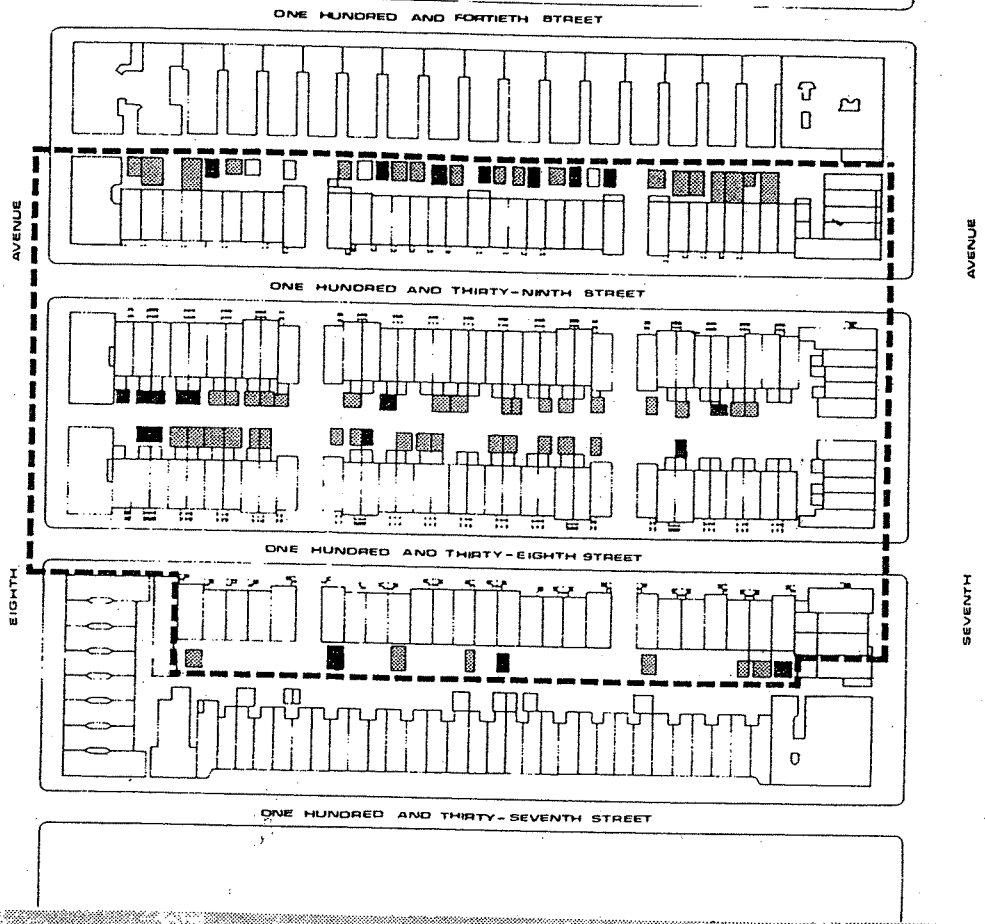 ONE HUNDRED AND FORTIETH STREET
AVENUE
AVENUE
ONE HUNDRED AND THIRTY-NINTH STREET
ONE HUNDRED AND THIRTY-EIGHTH STREET
EIGHTH
SEVENTH
ONE HUNDRED AND THIRTY-SEVENTH STREET